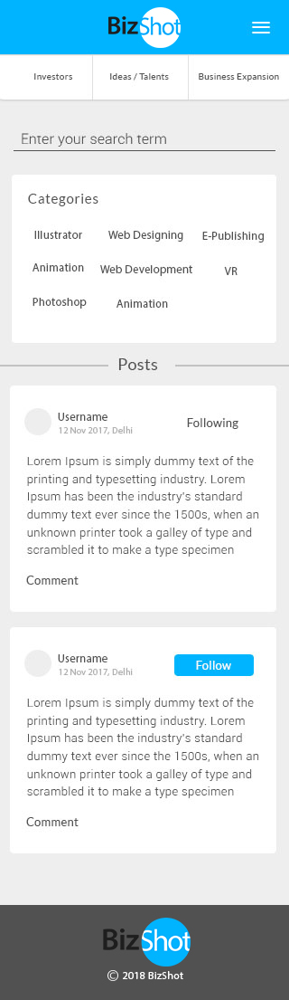 BizShot
Investors Ideas / Talents Business Expansion
Enter your search term
Categories
Illustrator Web Designing E-Publishing
Animation Web Development VR
Photoshop Animation
Posts
Username Following
12 Nov 2017, Delhi
Lorem Ipsum is simply dummy text of the
printing and typesetting industry. Lorem
Ipsum has been the industry's standard
dummy text ever since the 1500s, when an
unknown printer took a galley of type and
scrambled it to make a type specimen
Comment
Username Follow
12 Nov 2017, Delhi
Lorem Ipsum is simply dummy text of the
printing and typesetting industry. Lorem
Ipsum has been the industry's standard
dummy text ever since the 1500s, when an
unknown printer took a galley of type and
scrambled it to make a type specimen
Comment
BizShot
© 2018 BizShot